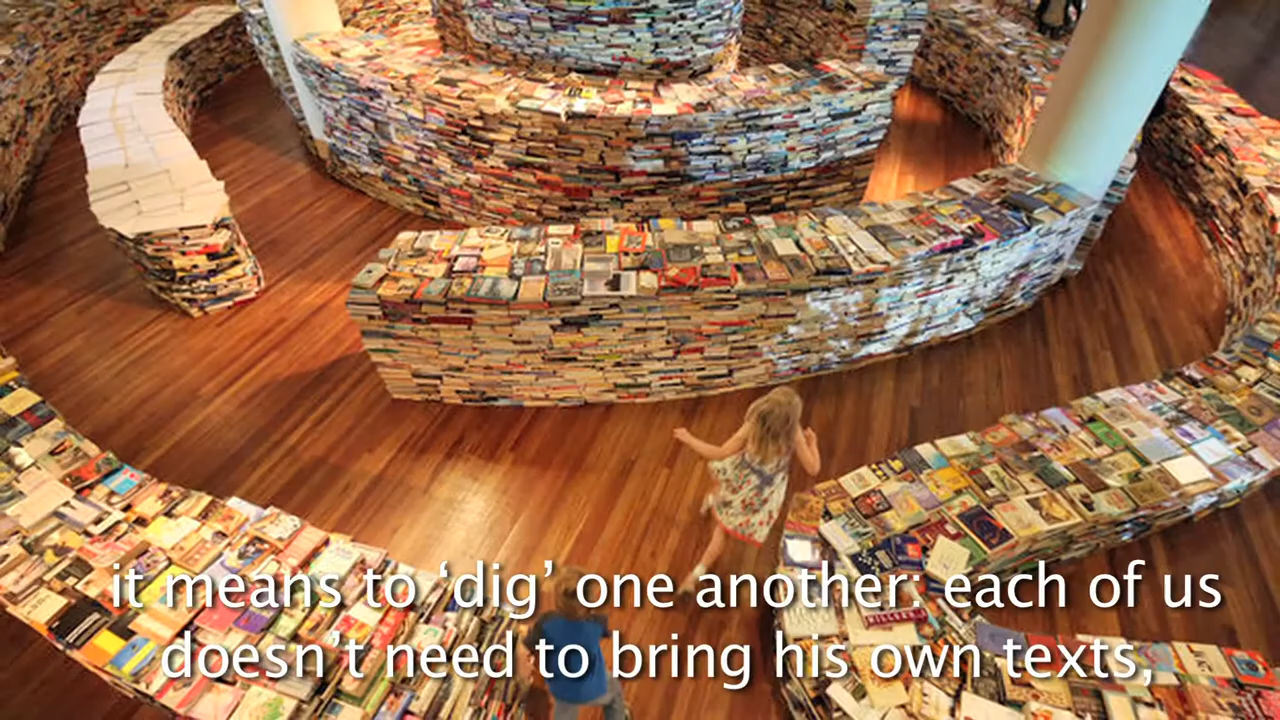 it means to ‘dig’ one another: each of us
doesn’t need to bring his own texts,